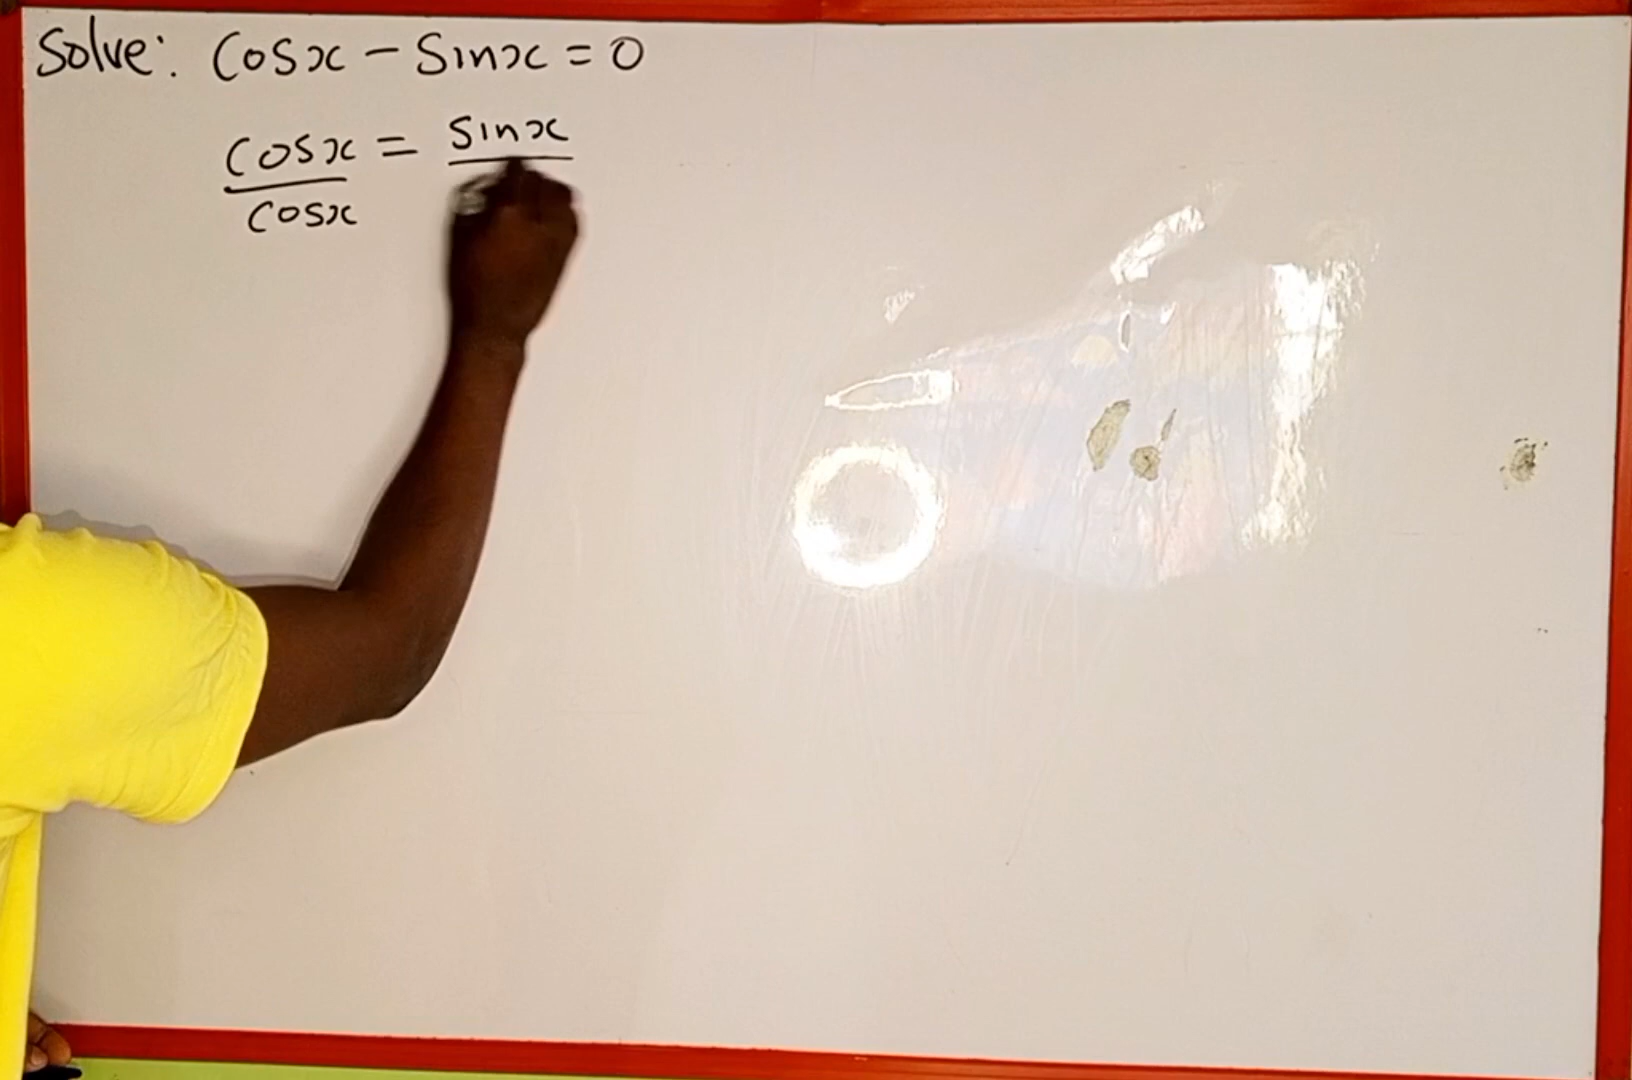 Solve: Cosx - Sinx = 0
cosx = sinx
cosx